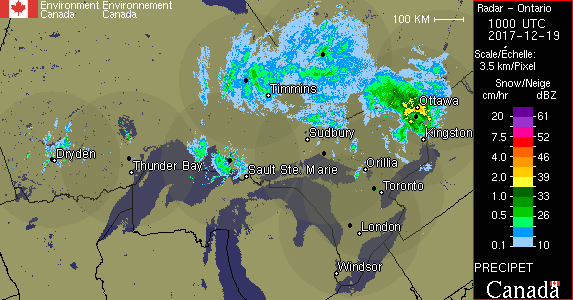 Environment Environnement
Canada Canada
100 KM
Timmins
Ottawa
Sudbury
Kingston
Dryden
Thunder Bay
Sault Ste. Marie
Orillia
Toronto
London
Windsor
Radar - Ontario
1000 UTC
2017-12-19
Scale/Échelle:
3.5 km/Pixel
Snow/Neige
cm/hr dBZ
20 61
7.5 52
4.0 46
2.0 39
1.0 33
0.5 26
0.1 10
PRECIPET
Canada